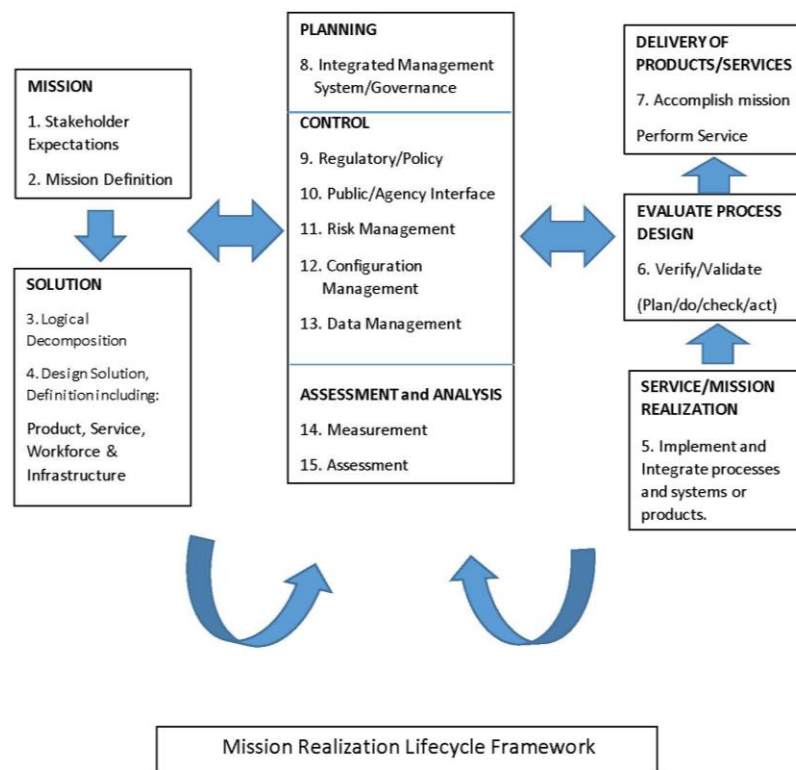 MISSION
1. Stakeholder
Expectations
2. Mission Definition
SOLUTION
3. Logical
Decomposition
4. Design Solution,
Definition including:
Product, Service,
Workforce &
Infrastructure
PLANNING
8. Integrated Management
System/Governance
CONTROL
9. Regulatory/Policy
10. Public/Agency Interface
11. Risk Management
12. Configuration
Management
13. Data Management
ASSESSMENT and ANALYSIS
14. Measurement
15. Assessment
DELIVERY OF
PRODUCTS/SERVICES
7. Accomplish mission
Perform Service
EVALUATE PROCESS
DESIGN
6. Verify/Validate
(Plan/do/check/act)
SERVICE/MISSION
REALIZATION
5. Implement and
Integrate processes
and systems or
products.
Mission Realization Lifecycle Framework